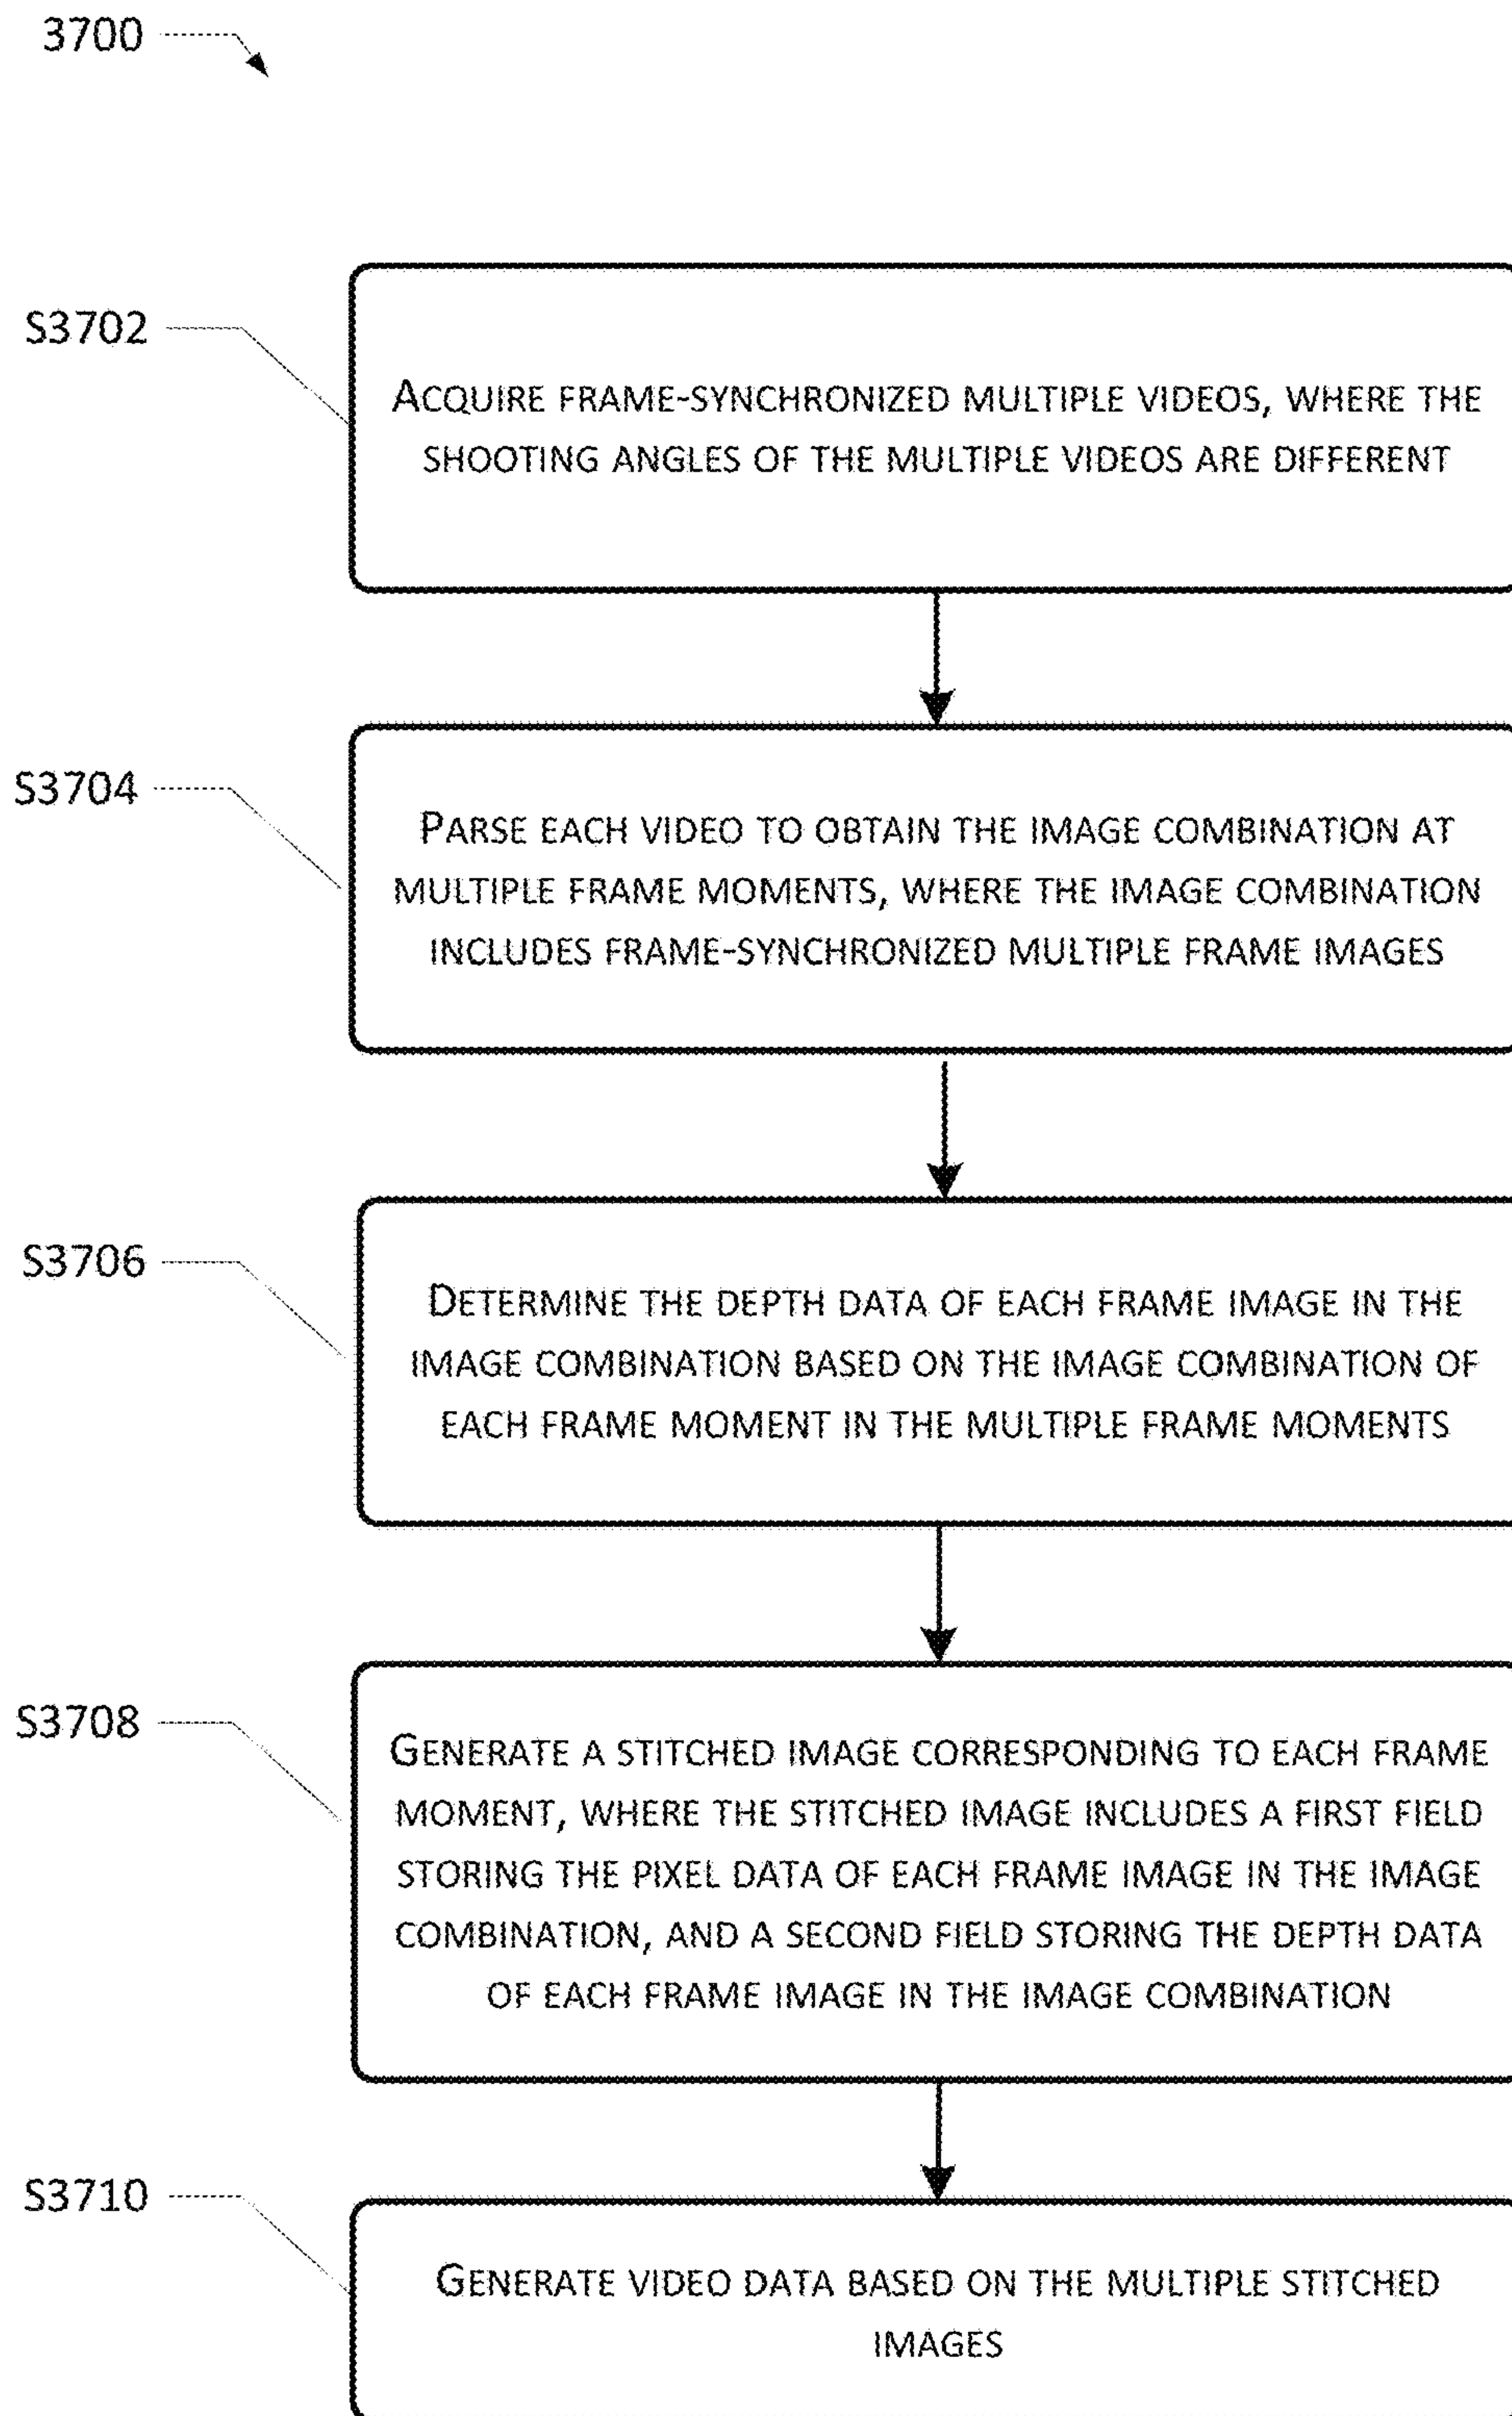 3700
S3702
ACQUIRE FRAME-SYNCHRONIZED MULTIPLE VIDEOS, WHERE THE
SHOOTING ANGLES OF THE MULTIPLE VIDEOS ARE DIFFERENT
S3704
PARSE EACH VIDEO TO OBTAIN THE IMAGE COMBINATION AT
MULTIPLE FRAME MOMENTS, WHERE THE IMAGE COMBINATION
INCLUDES FRAME-SYNCHRONIZED MULTIPLE FRAME IMAGES
S3706
DETERMINE THE DEPTH DATA OF EACH FRAME IMAGE IN THE
IMAGE COMBINATION BASED ON THE IMAGE COMBINATION OF
EACH FRAME MOMENT IN THE MULTIPLE FRAME MOMENTS
S3708
GENERATE A STITCHED IMAGE CORRESPONDING TO EACH FRAME
MOMENT, WHERE THE STITCHED IMAGE INCLUDES A FIRST FIELD
STORING THE PIXEL DATA OF EACH FRAME IMAGE IN THE IMAGE
COMBINATION, AND A SECOND FIELD STORING THE DEPTH DATA
OF EACH FRAME IMAGE IN THE IMAGE COMBINATION
S3710
GENERATE VIDEO DATA BASED ON THE MULTIPLE STITCHED
IMAGES